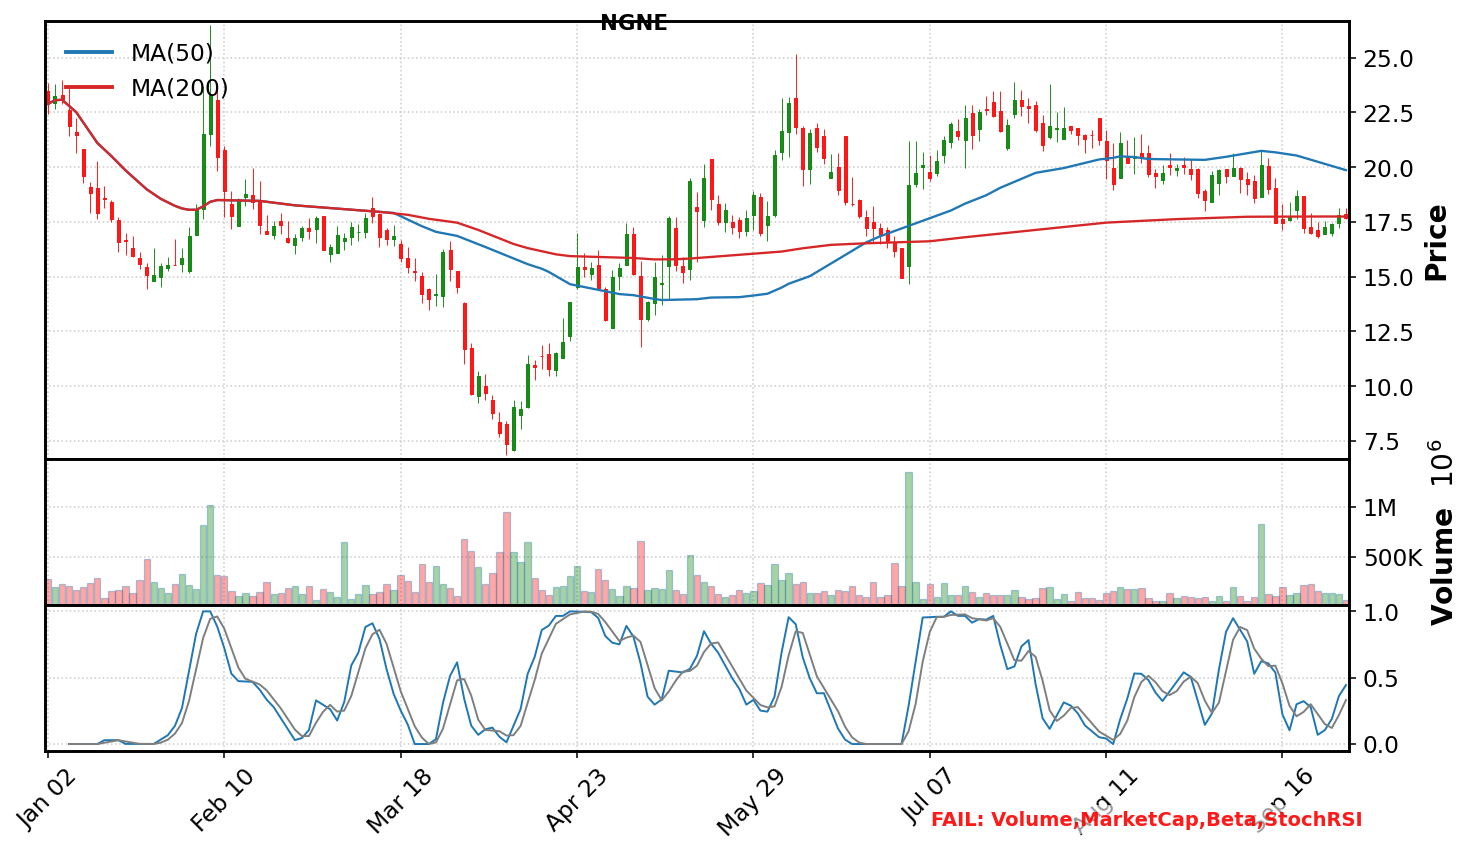 NGNE
MA(50)
MA(200)
25.0
22.5
20.0
17.5
15.0
12.5
10.0
7.5
Price
1M
500K
Volume 10⁶
1.0
0.5
0.0
Jan 02
Feb 10
Mar 18
Apr 23
May 29
Jul 07
Aug 11
Sep 16
FAIL: Volume,MarketCap,Beta,StochRSI